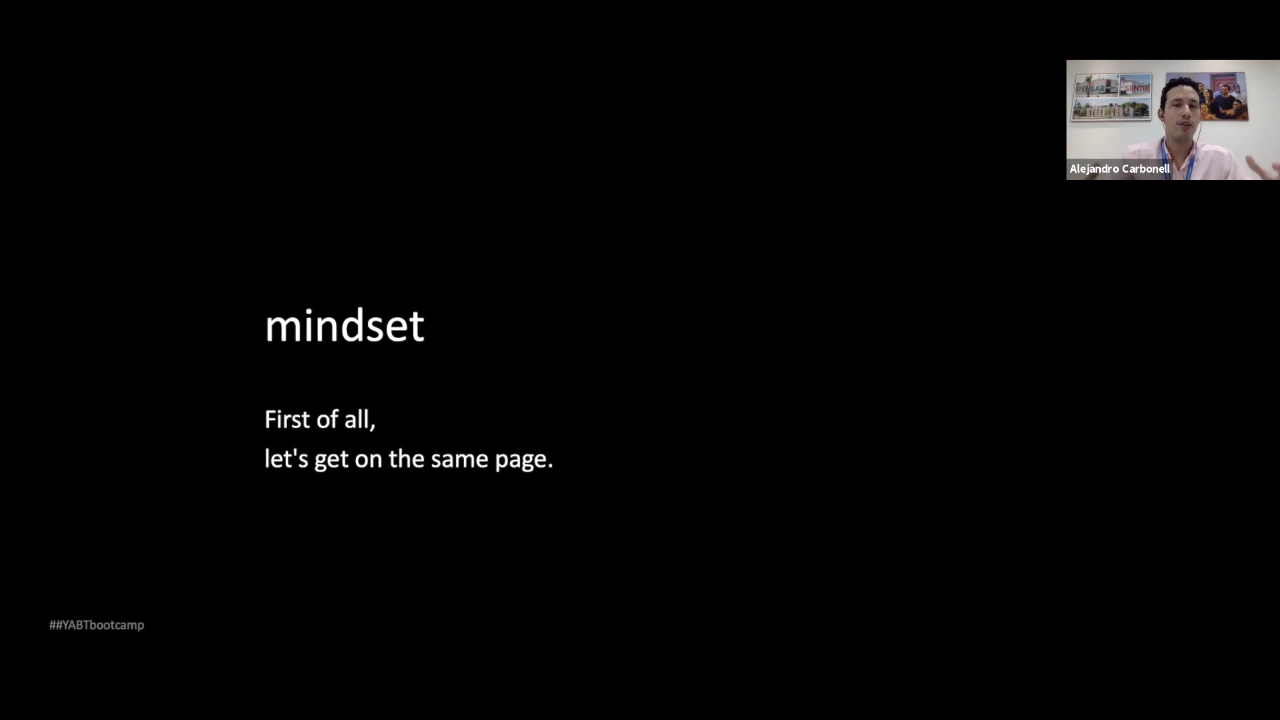 Alejandro Carbonell
mindset
First of all,
let's get on the same page.
##YABTbootcamp